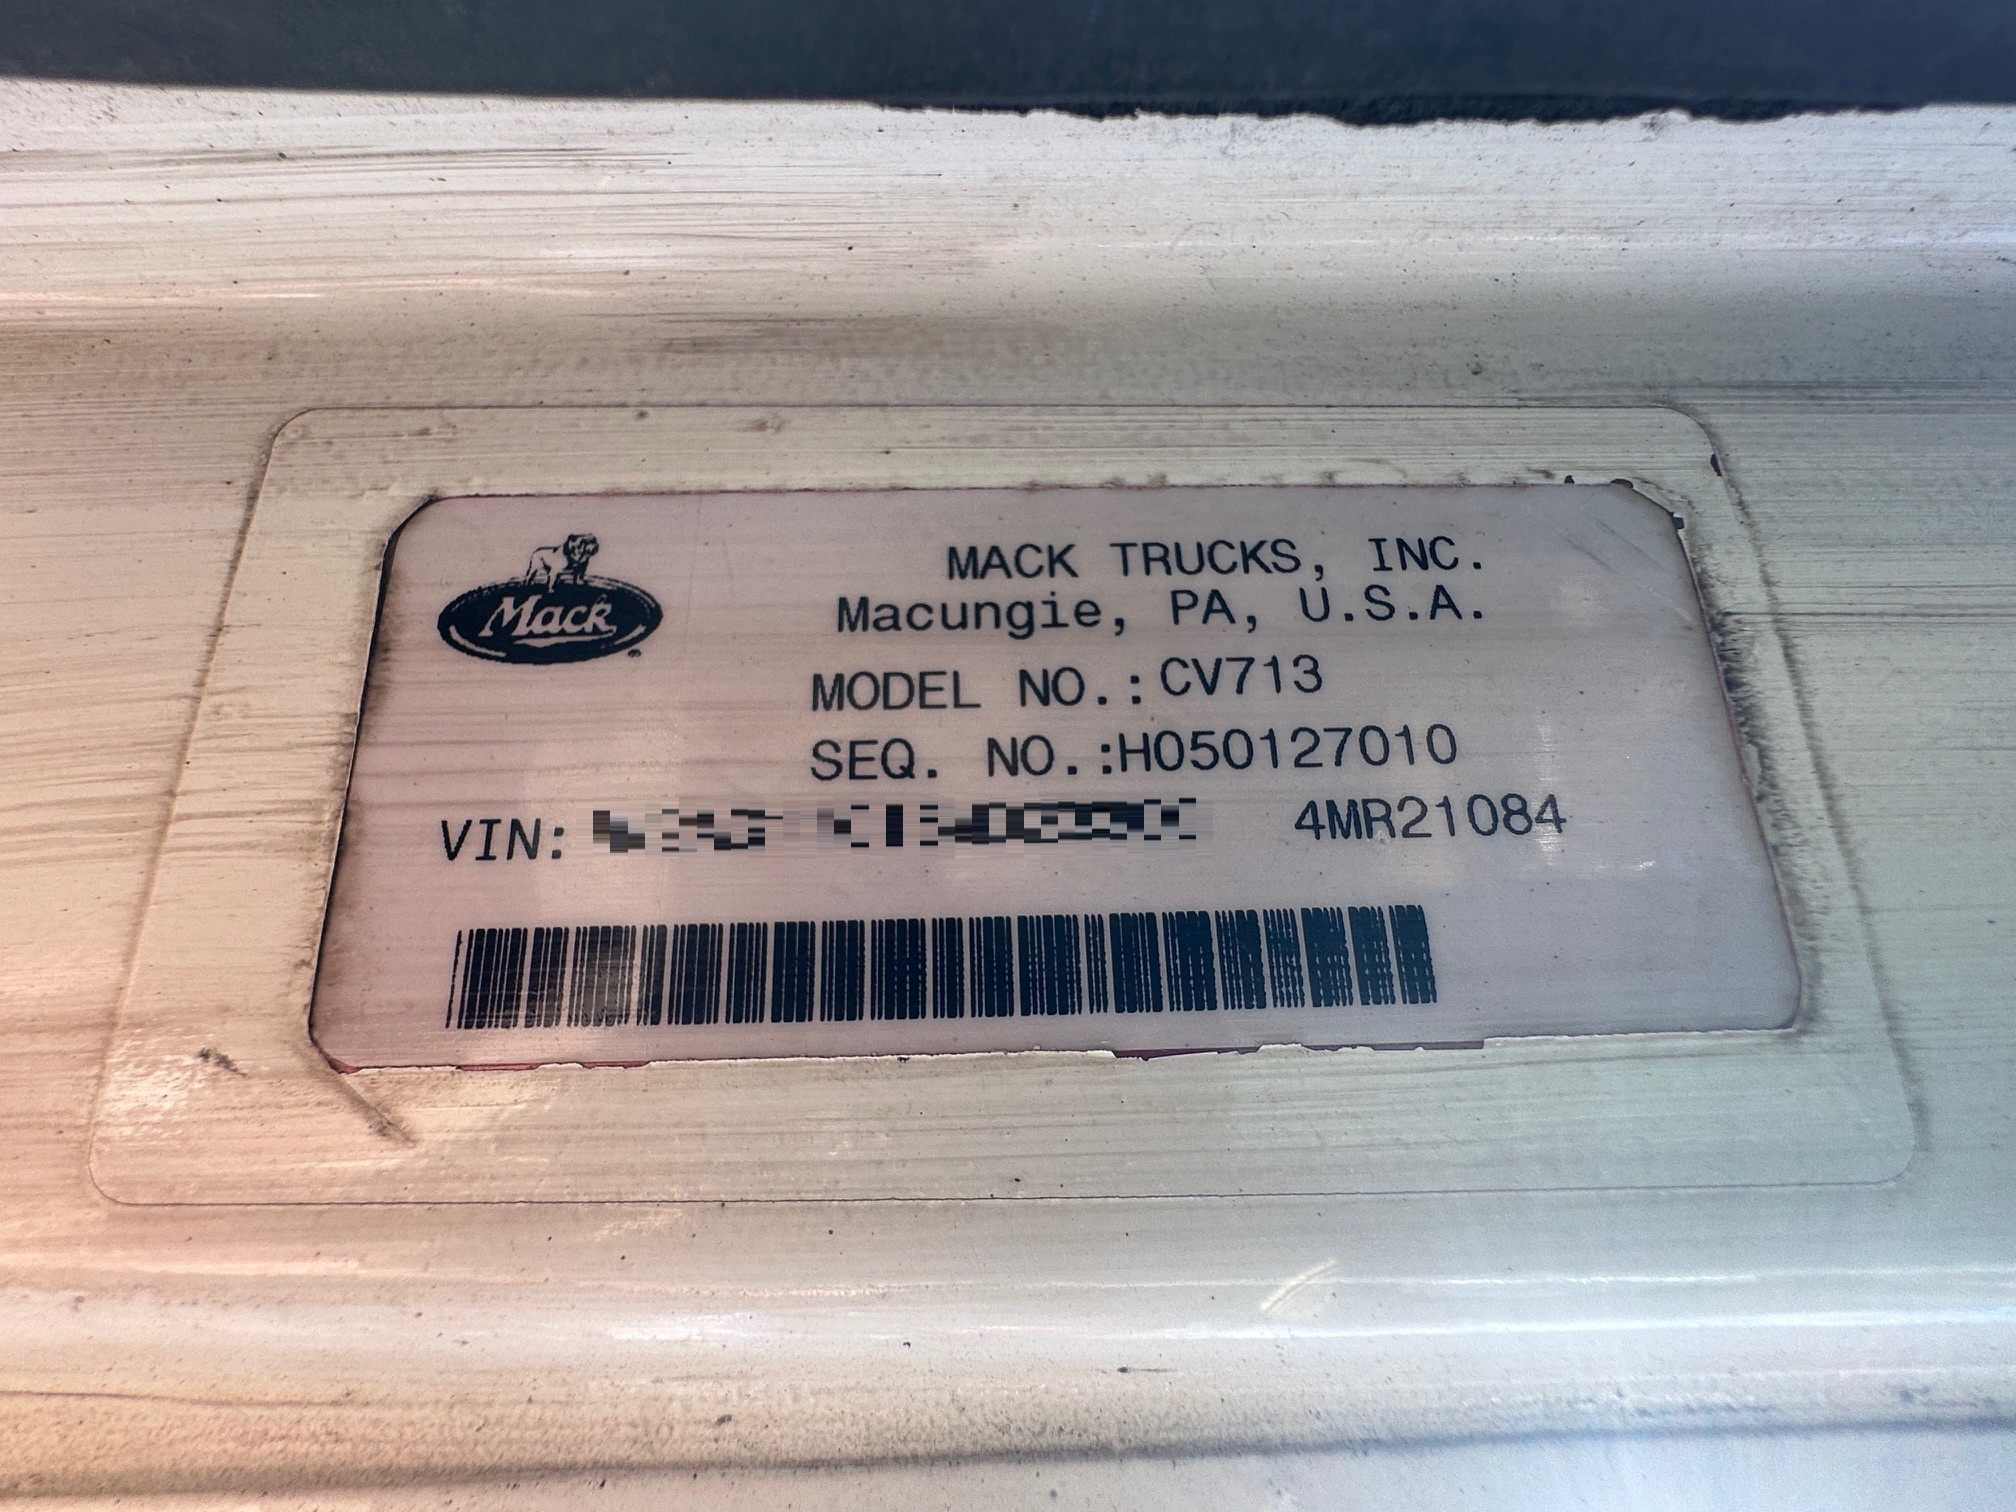 Mack
MACK TRUCKS, INC.
Macungie, PA, U.S.A.
MODEL NO.: CV713
SEQ. NO.:H050127010
VIN: 4MR21084